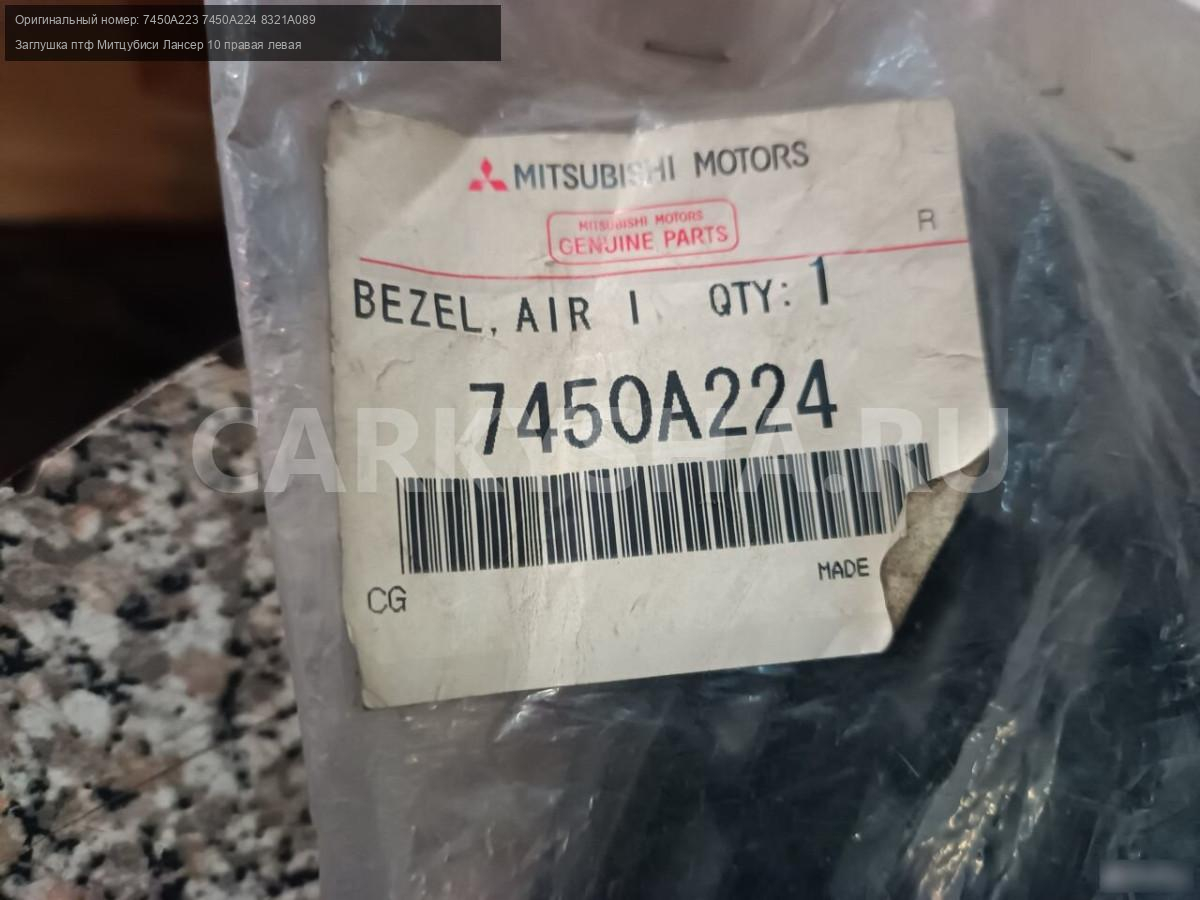 Оригинальный номер: 7450A223 7450A224 8321A089
Заглушка птф Митцубиси Лансер 10 правая левая
MITSUBISHI MOTORS
MITSUBISHI MOTORS
GENUINE PARTS
R
BEZEL, AIR I QTY: 1
7450A224
CARKYSHA.RU
MADE
CG